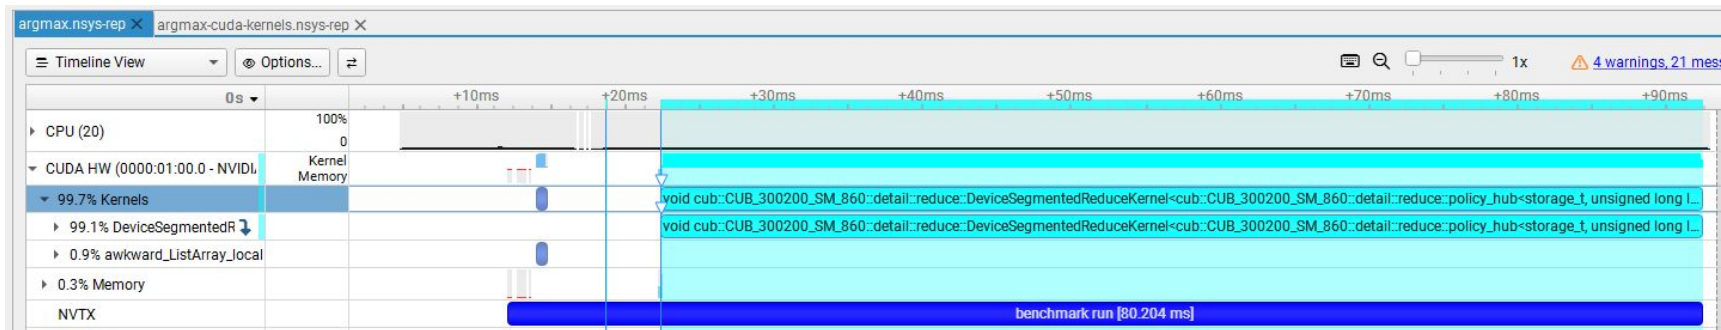 argmax.nsys-rep argmax-cuda-kernels.nsys-rep
Timeline View Options... 1x 4 warnings, 21 mess
0s +10ms +20ms +30ms +40ms +50ms +60ms +70ms +80ms +90ms
CPU (20) 100%
0
CUDA HW (0000:01:00.0 - NVIDI Kernel
Memory
99.7% Kernels void cub::CUB_300200_SM_860::detail::reduce::DeviceSegmentedReduceKernel<cub::CUB_300200_SM_860::detail::reduce::policy_hub<storage_t, unsigned long l...
99.1% DeviceSegmentedR void cub::CUB_300200_SM_860::detail::reduce::DeviceSegmentedReduceKernel<cub::CUB_300200_SM_860::detail::reduce::policy_hub<storage_t, unsigned long l...
0.9% awkward_ListArray_local
0.3% Memory
NVTX benchmark run [80.204 ms]